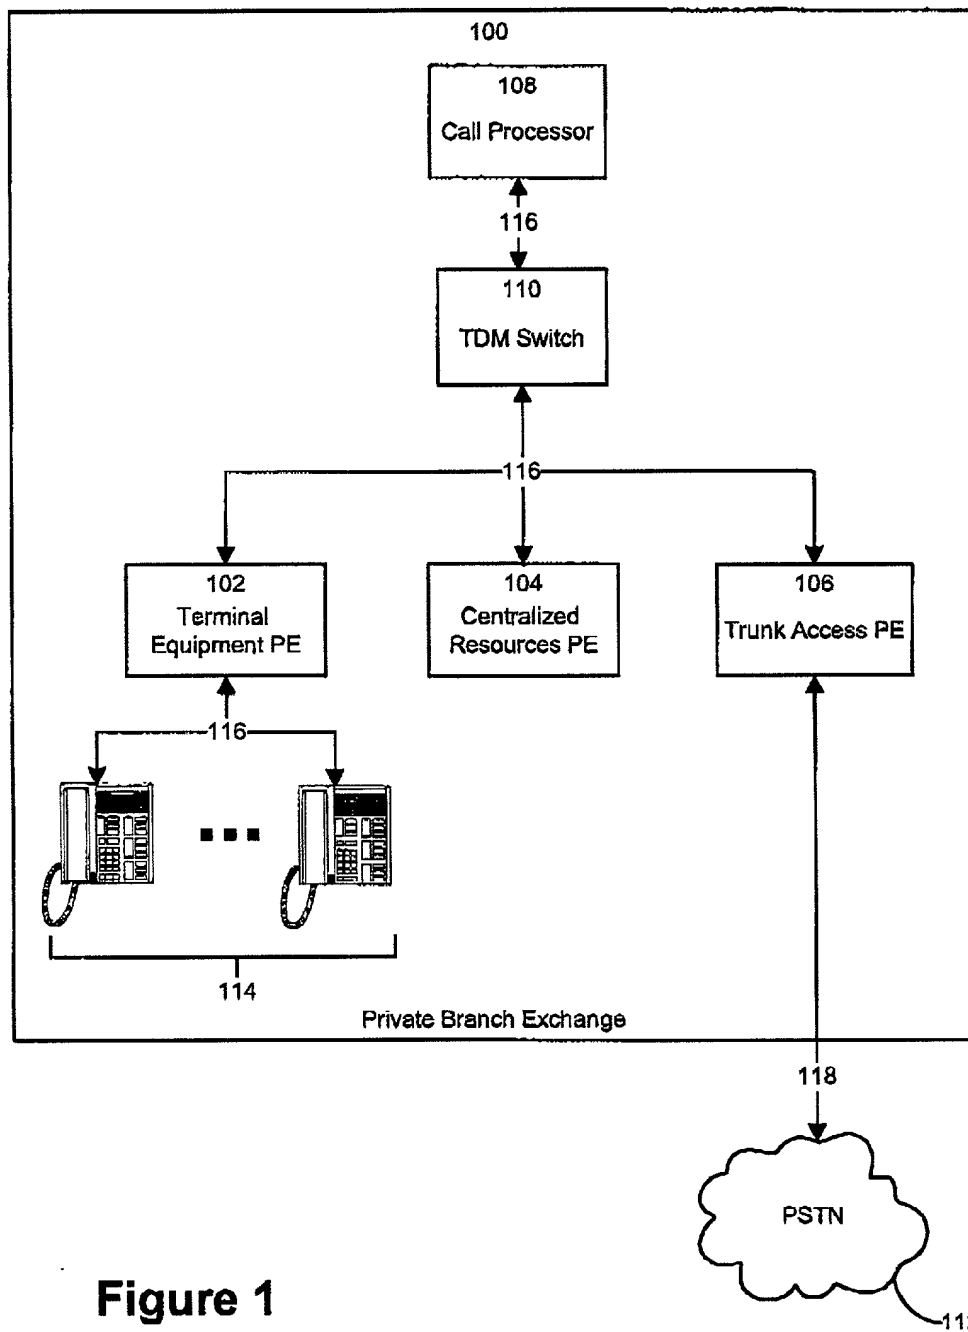 100
108
Call Processor
116
110
TDM Switch
116
102
Terminal
Equipment PE
104
Centralized
Resources PE
106
Trunk Access PE
116
114
Private Branch Exchange
118
PSTN
Figure 1